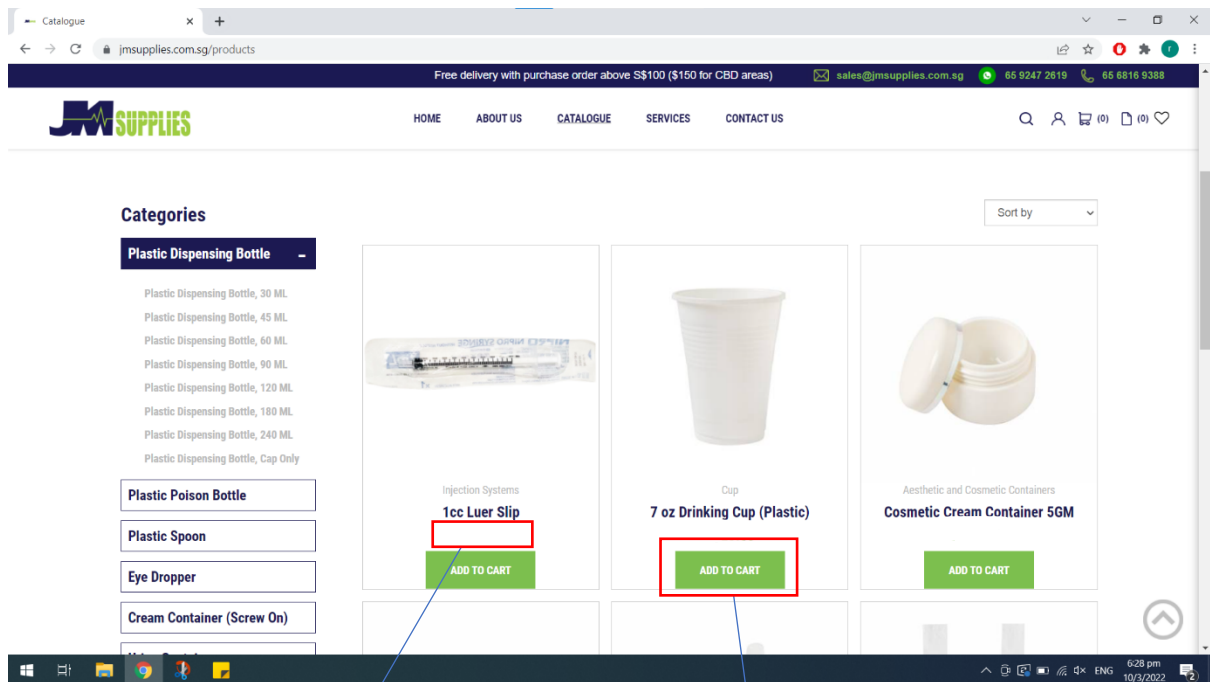 Catalogue
jmsupplies.com.sg/products
Free delivery with purchase order above S$100 ($150 for CBD areas) sales@jmsupplies.com.sg 65 9247 2619 65 6816 9388
JM SUPPLIES
HOME ABOUT US CATALOGUE SERVICES CONTACT US (0) (0)
Categories
Sort by
Plastic Dispensing Bottle –
Plastic Dispensing Bottle, 30 ML
Plastic Dispensing Bottle, 45 ML
Plastic Dispensing Bottle, 60 ML
Plastic Dispensing Bottle, 90 ML
Plastic Dispensing Bottle, 120 ML
Plastic Dispensing Bottle, 180 ML
Plastic Dispensing Bottle, 240 ML
Plastic Dispensing Bottle, Cap Only
Plastic Poison Bottle
Plastic Spoon
Eye Dropper
Cream Container (Screw On)
Injection Systems
1cc Luer Slip
ADD TO CART
Cup
7 oz Drinking Cup (Plastic)
ADD TO CART
Aesthetic and Cosmetic Containers
Cosmetic Cream Container 5GM
ADD TO CART
ENG 6:28 pm
10/3/2022 2